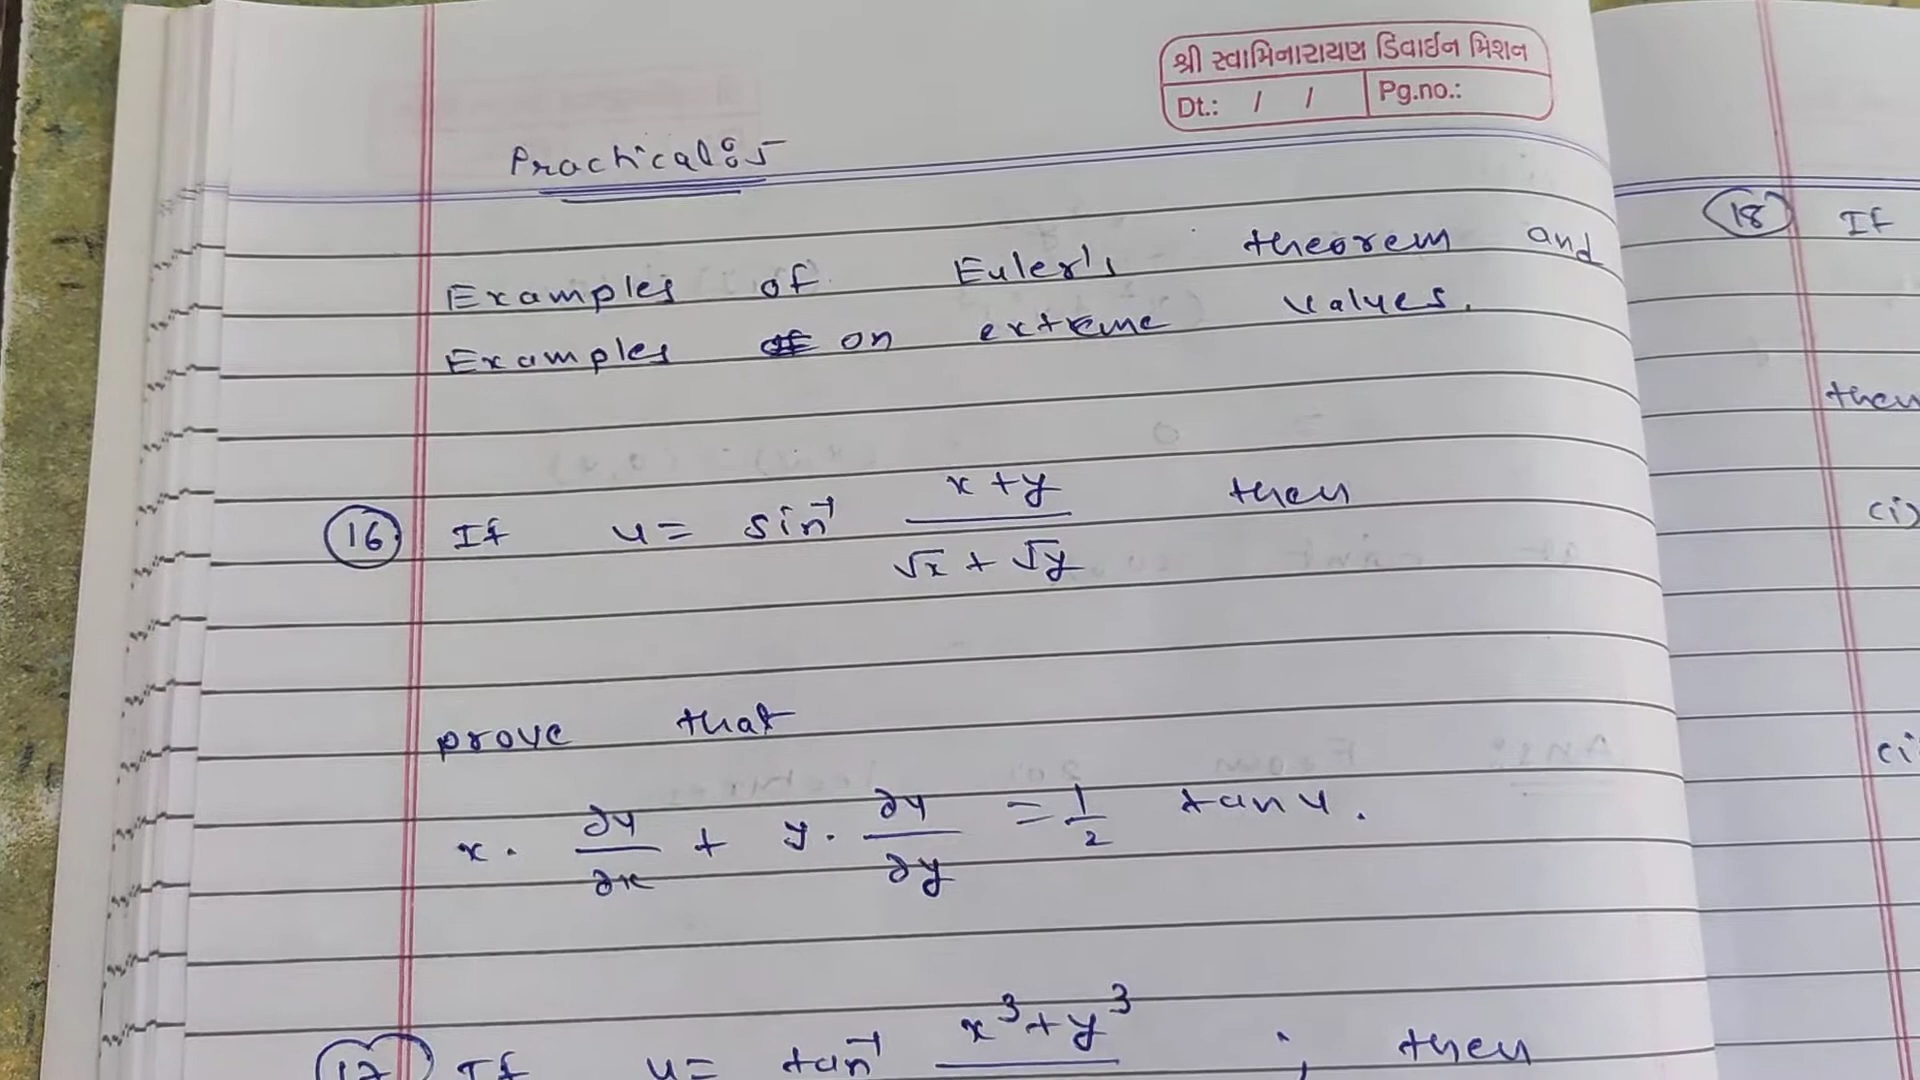 શ્રી સ્વામિનારાયણ ડિવાઈન મિશન
Dt.: / / Pg.no.:
Practical: 5
Examples of Euler's theorem and
Examples on extreme values.
(16) If u = sin⁻¹ (x + y)/(√x + √y) then
prove that
x · ∂u/∂x + y · ∂u/∂y = 1/2 tan u.
(17) If u = tan⁻¹ x³ + y³ ; then
(18) If
then
(i)